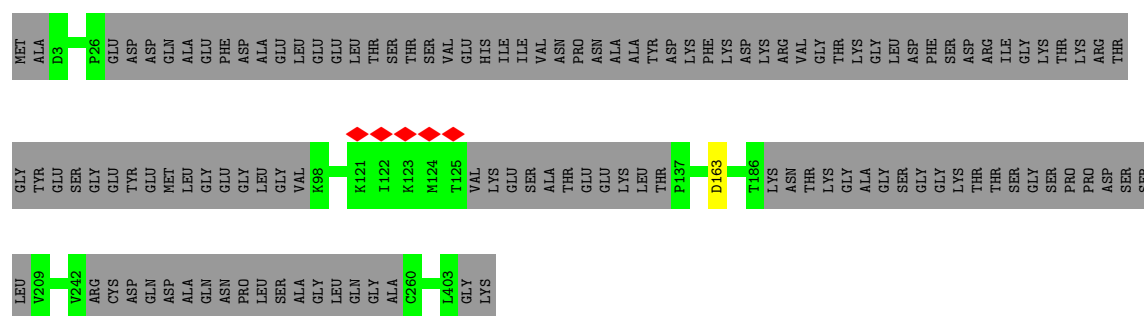 MET ALA D3 P26 GLU ASP ASP GLN ALA GLU PHE ASP ALA GLU LEU GLU GLU LEU THR SER THR SER VAL GLU HIS ILE ILE VAL ASN PRO ASN ALA ALA TYR ASP LYS PHE LYS ASP LYS ARG VAL GLY THR LYS GLY LEU ASP PHE SER ASP ARG ILE GLY LYS THR LYS ARG THR
GLY TYR GLU SER GLY GLU TYR GLU MET LEU GLY GLU GLY LEU GLY VAL K98 K121 I122 K123 M124 T125 VAL LYS GLU SER ALA THR GLU GLU LYS LEU THR P137 D163 T186 LYS ASN THR LYS GLY ALA GLY SER GLY GLY LYS THR THR SER GLY SER PRO PRO ASP SER SER
LEU V209 V242 ARG CYS ASP GLN ASP ALA GLN ASN PRO LEU SER ALA GLY LEU GLN GLY ALA C260 L403 GLY LYS